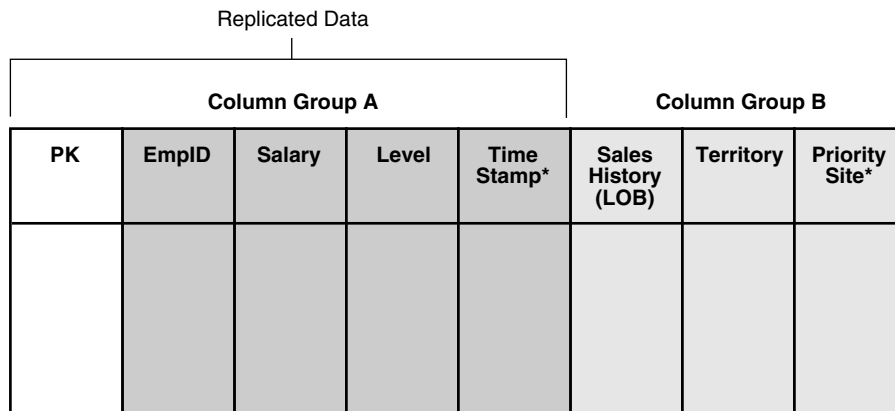 Replicated Data
Column Group A
Column Group B
PK
EmpID
Salary
Level
Time
Stamp*
Sales
History
(LOB)
Territory
Priority
Site*